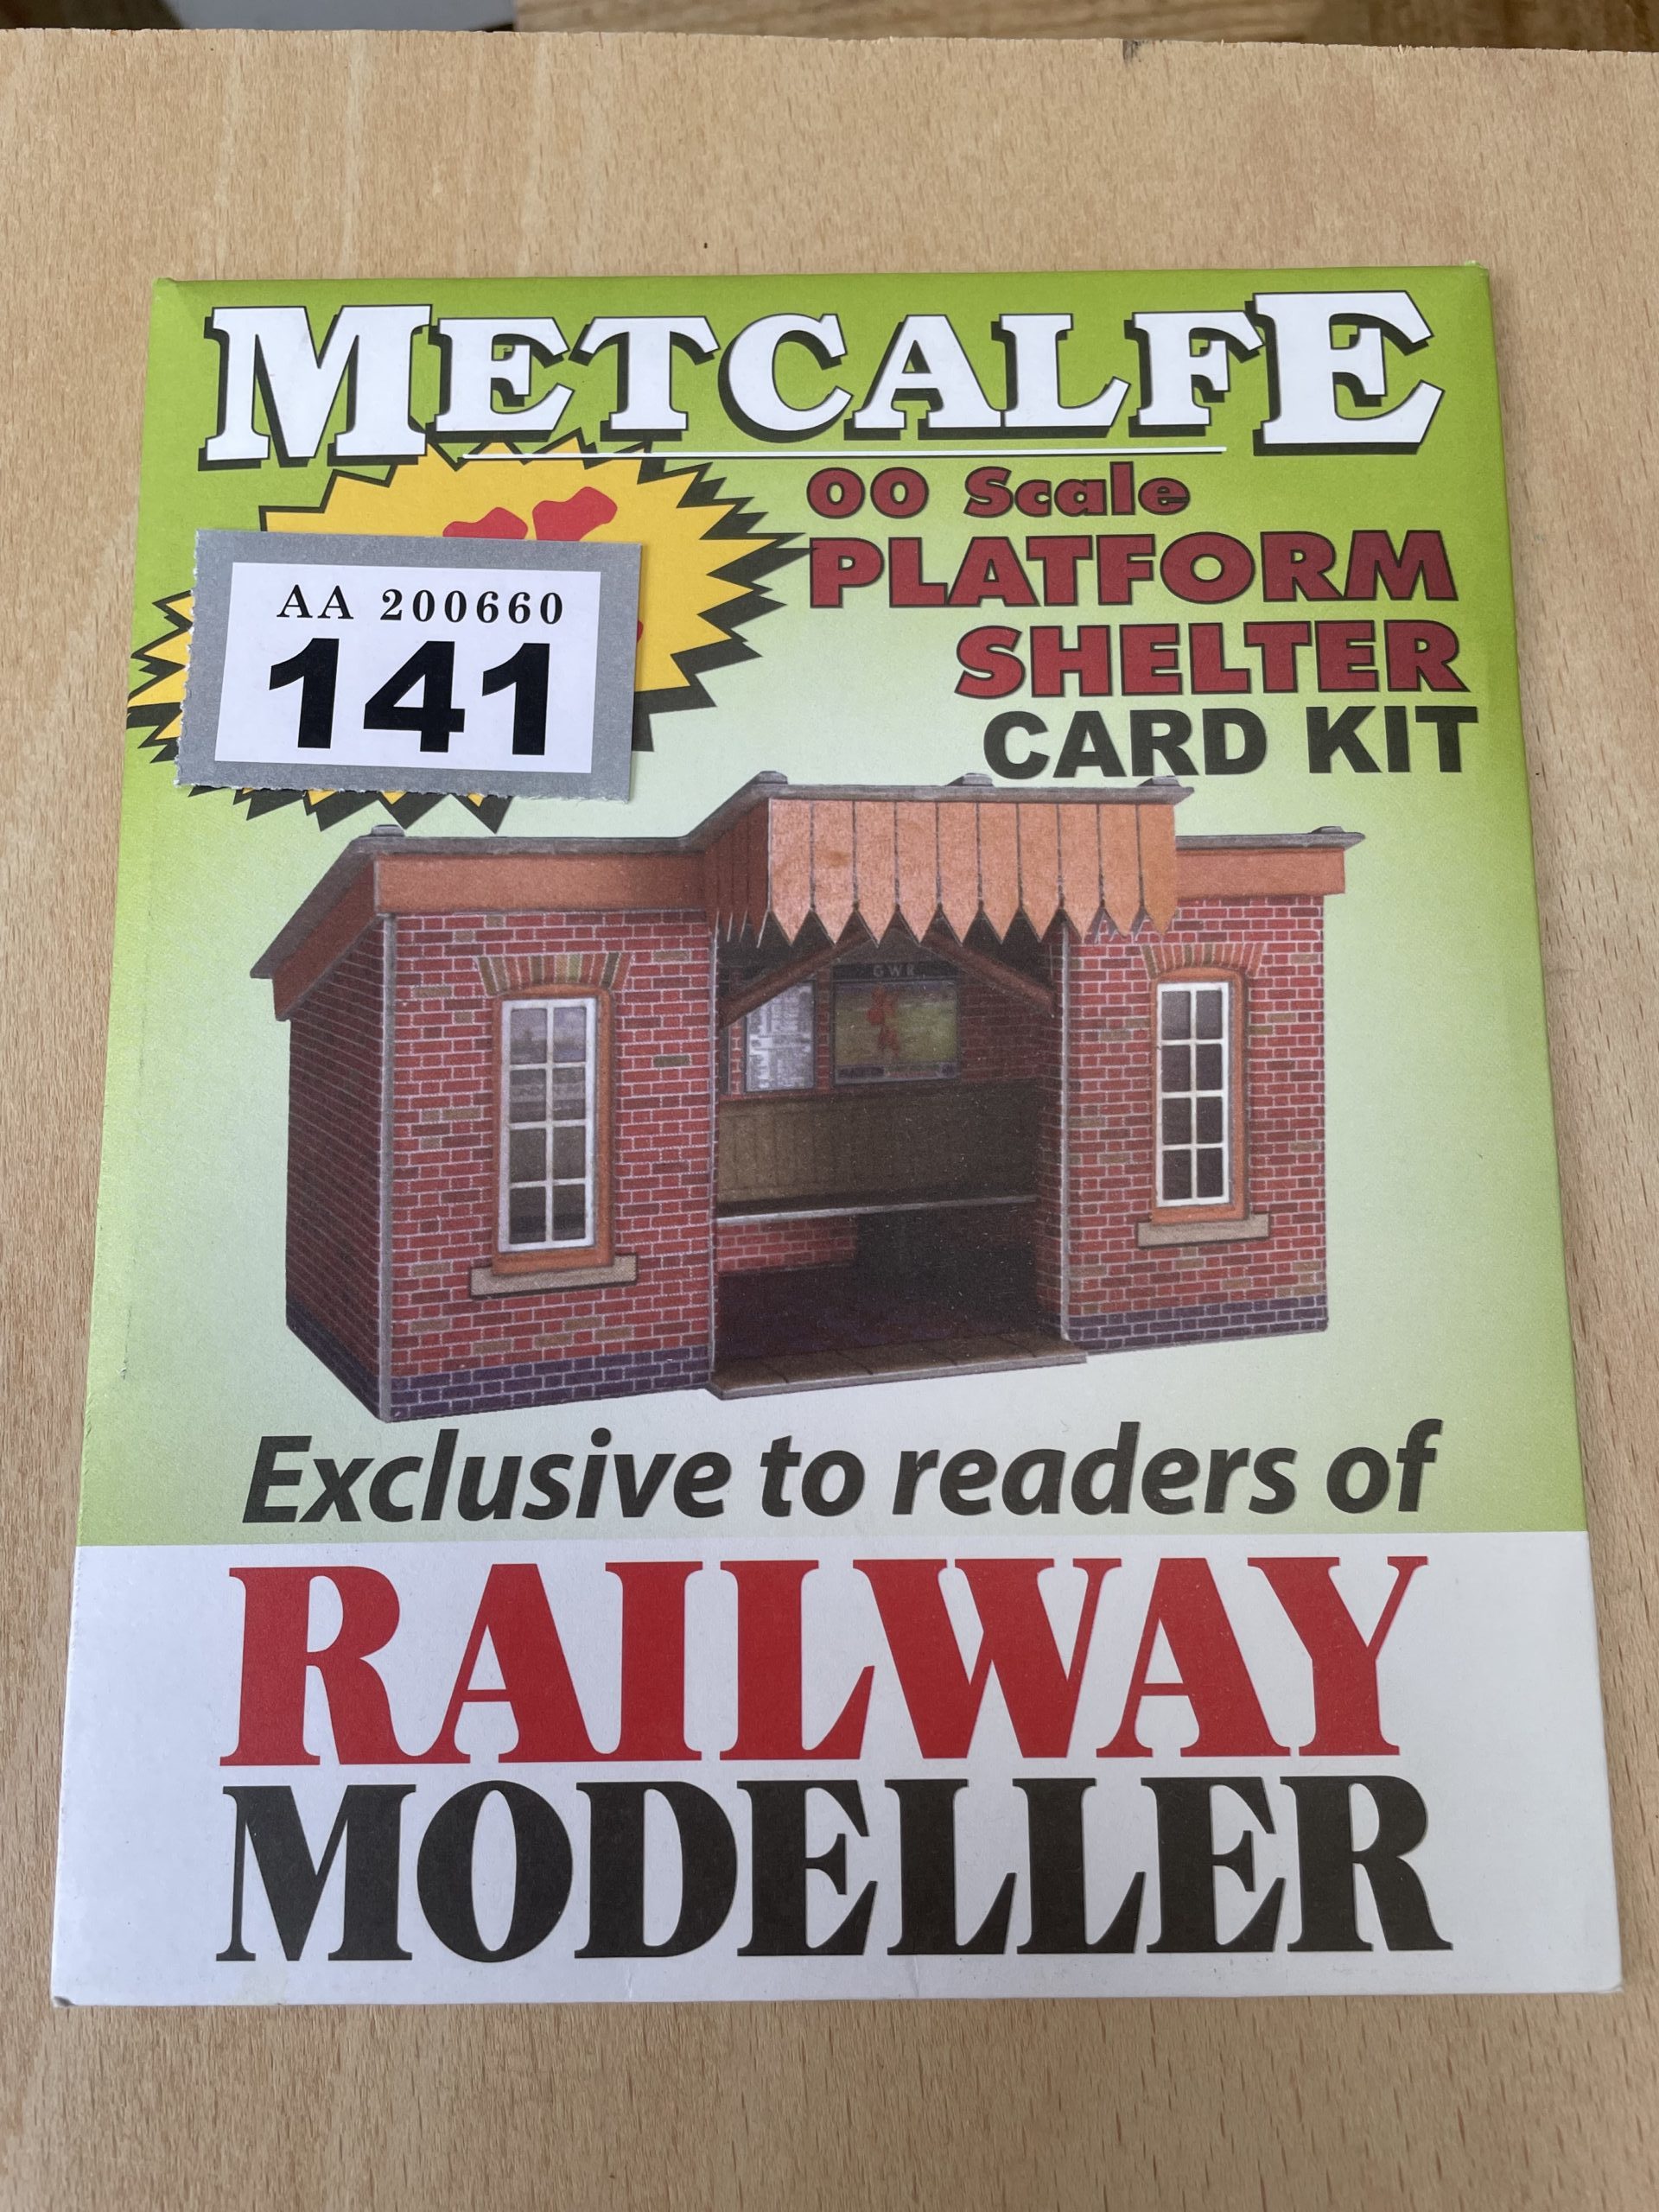 METCALFE
00 Scale
PLATFORM
SHELTER
CARD KIT
AA 200660
141
GWR
Exclusive to readers of
RAILWAY
MODELLER